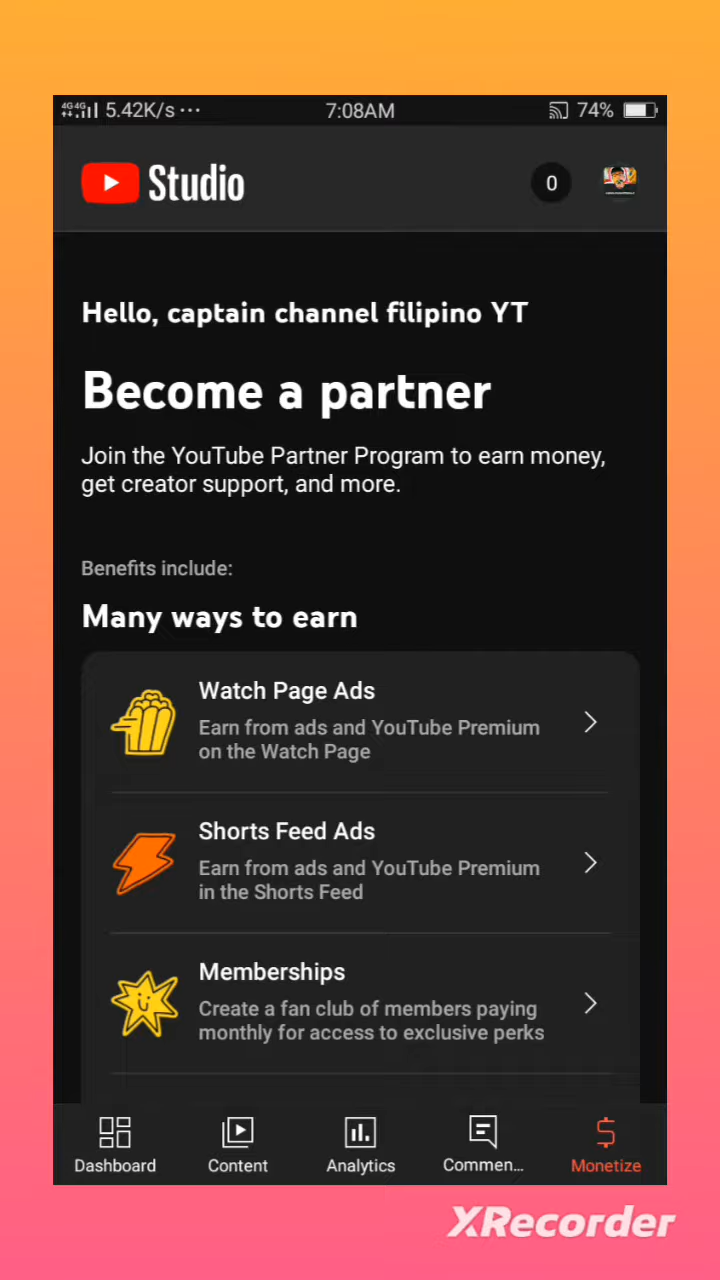 4G 4G 5.42K/s ... 7:08AM 74%
Studio 0
Hello, captain channel filipino YT
Become a partner
Join the YouTube Partner Program to earn money,
get creator support, and more.
Benefits include:
Many ways to earn
Watch Page Ads
Earn from ads and YouTube Premium
on the Watch Page
Shorts Feed Ads
Earn from ads and YouTube Premium
in the Shorts Feed
Memberships
Create a fan club of members paying
monthly for access to exclusive perks
Dashboard Content Analytics Commen... Monetize
XRecorder